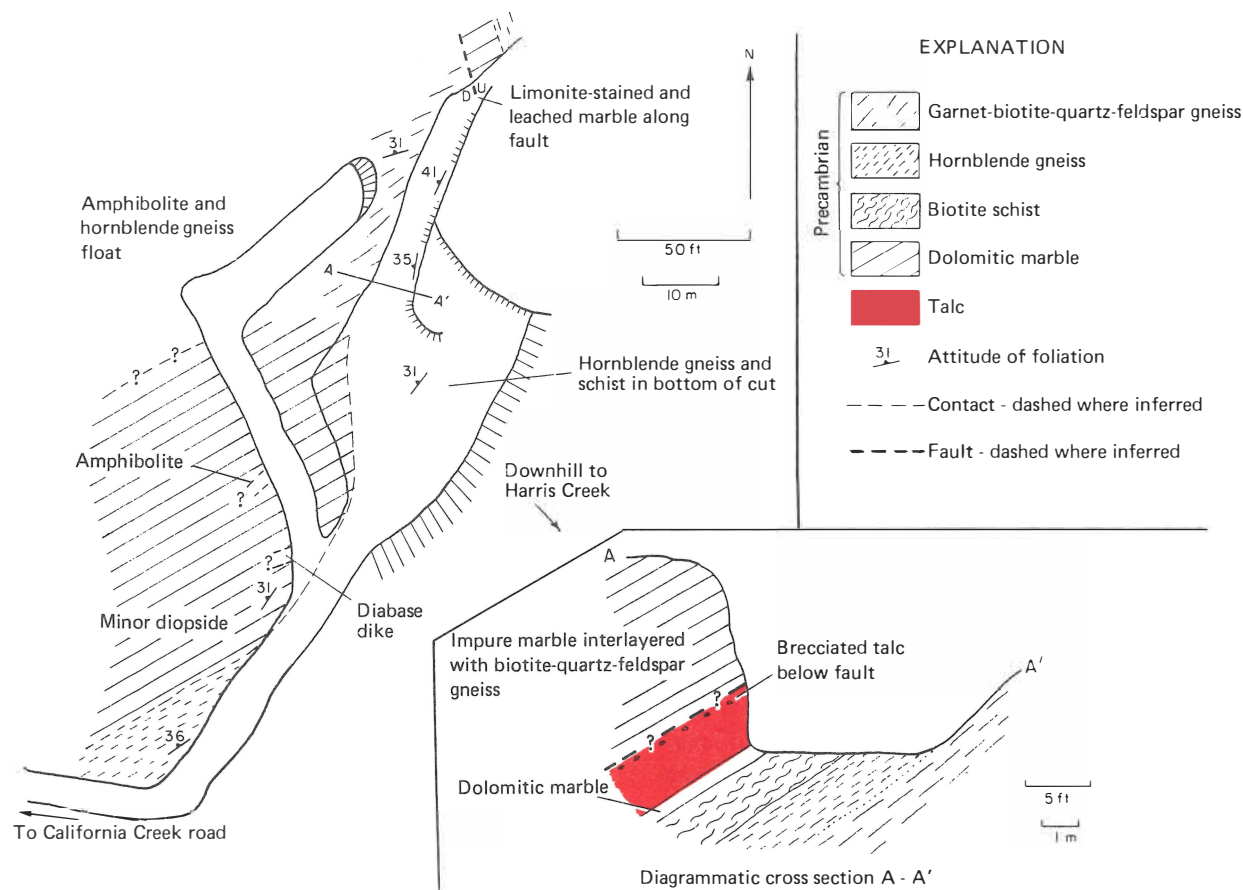 D U
Limonite-stained and
leached marble along
fault
N
31
41
Amphibolite and
hornblende gneiss
float
50 ft
10 m
35
A
A'
?
?
31
Hornblende gneiss and
schist in bottom of cut
Amphibolite
?
Downhill to
Harris Creek
?
31
Minor diopside
Diabase
dike
36
To California Creek road
EXPLANATION
Precambrian
Garnet-biotite-quartz-feldspar gneiss
Hornblende gneiss
Biotite schist
Dolomitic marble
Talc
31
Attitude of foliation
Contact - dashed where inferred
Fault - dashed where inferred
A
Impure marble interlayered
with biotite-quartz-feldspar
gneiss
Brecciated talc
below fault
A'
?
?
Dolomitic marble
5 ft
1 m
Diagrammatic cross section A - A'